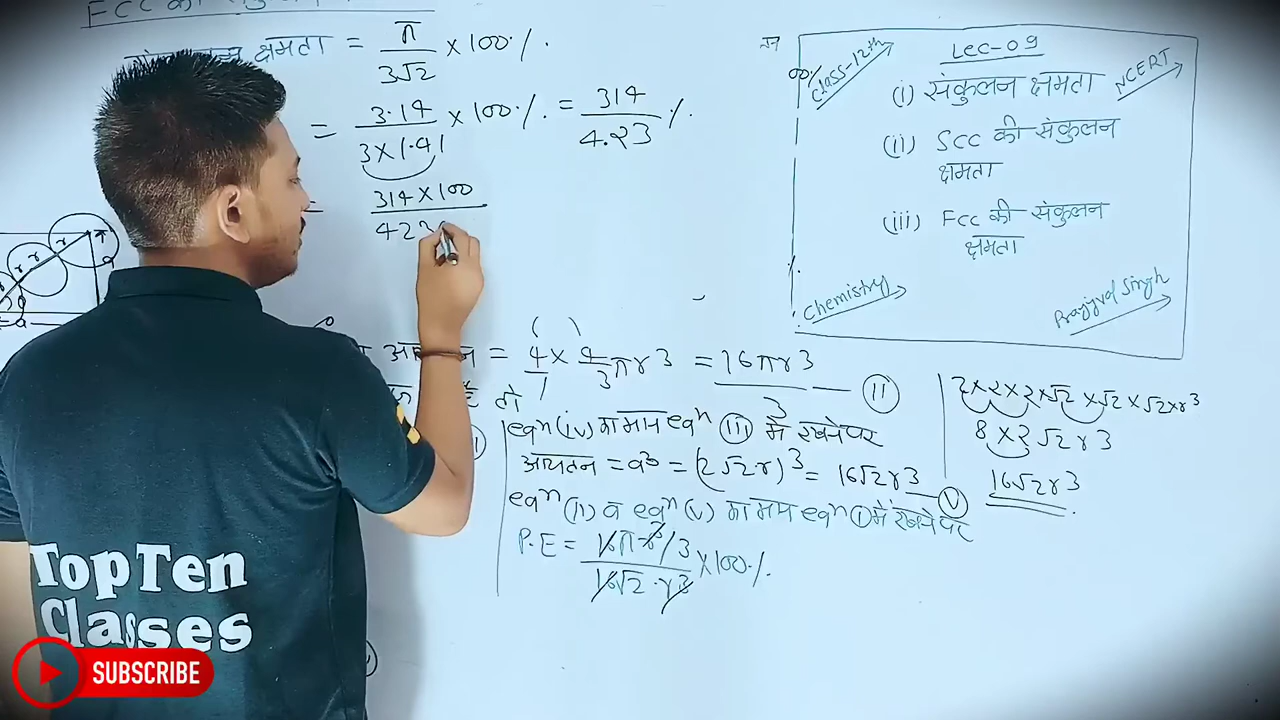 FCC की संकुलन
क्षमता = π/3√2 × 100%.
= 3.14/3×1.41 × 100% = 314/4.23 %
= 314×100/423
Lec-09
Class-12th
NCERT
(i) संकुलन क्षमता
(ii) SCC की संकुलन
क्षमता
(iii) FCC की संकुलन
क्षमता
Chemistry
Prajjval Singh
= 4/1 × 4/3 πr3 = 16πr3/3 — II
तो
eqn (iv) का मान eqn III में रखने पर
आयतन = a3 = (2√2r)3 = 16√2r3 — V
eqn (ii) व eqn (v) का मान eqn I में रखने पर
P.E = 16πr3/3 / 16√2.r3 × 100%.
2×2×2×√2×√2×√2×r3
8×2√2r3
16√2r3.
TopTen
Classes
SUBSCRIBE